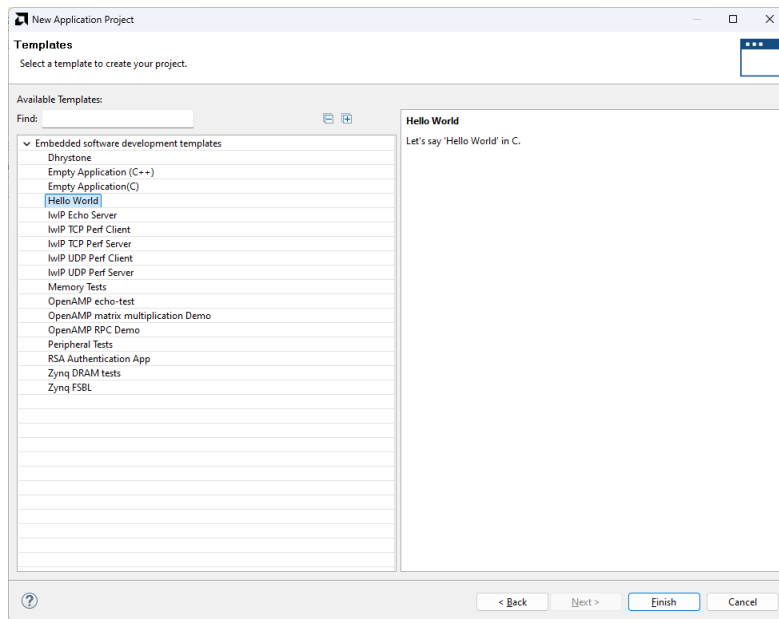 New Application Project
Templates
Select a template to create your project.
Available Templates:
Find:
Embedded software development templates
Dhrystone
Empty Application (C++)
Empty Application(C)
Hello World
lwIP Echo Server
lwIP TCP Perf Client
lwIP TCP Perf Server
lwIP UDP Perf Client
lwIP UDP Perf Server
Memory Tests
OpenAMP echo-test
OpenAMP matrix multiplication Demo
OpenAMP RPC Demo
Peripheral Tests
RSA Authentication App
Zynq DRAM tests
Zynq FSBL
Hello World
Let's say 'Hello World' in C.
? < Back Next > Finish Cancel